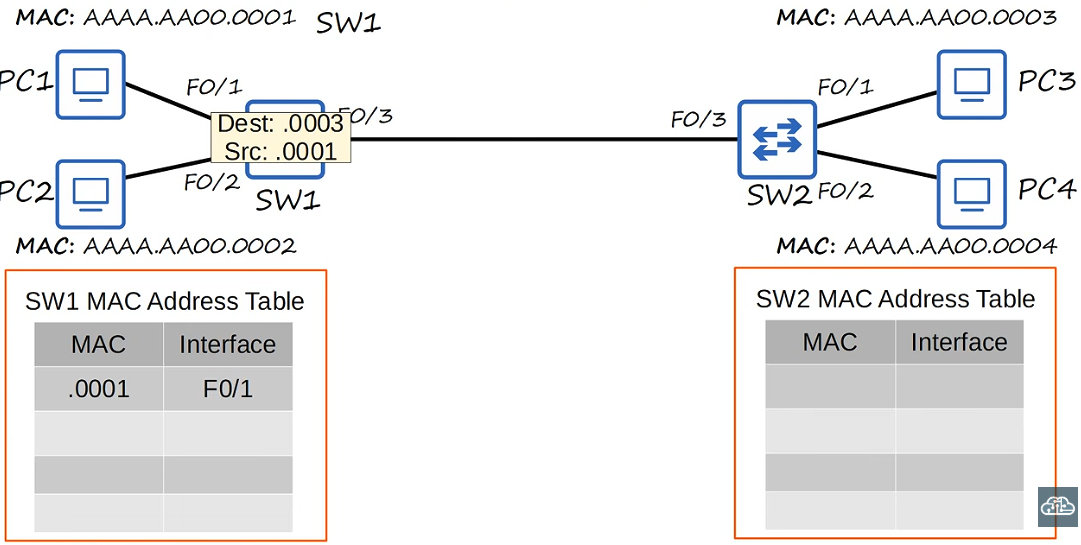 MAC: AAAA.AA00.0001
SW1
MAC: AAAA.AA00.0003
PC1
F0/1
F0/3
Dest: .0003
Src: .0001
F0/3
F0/1
PC3
PC2
F0/2
SW1
SW2
F0/2
PC4
MAC: AAAA.AA00.0002
MAC: AAAA.AA00.0004
SW1 MAC Address Table
MAC Interface
.0001 F0/1
SW2 MAC Address Table
MAC Interface